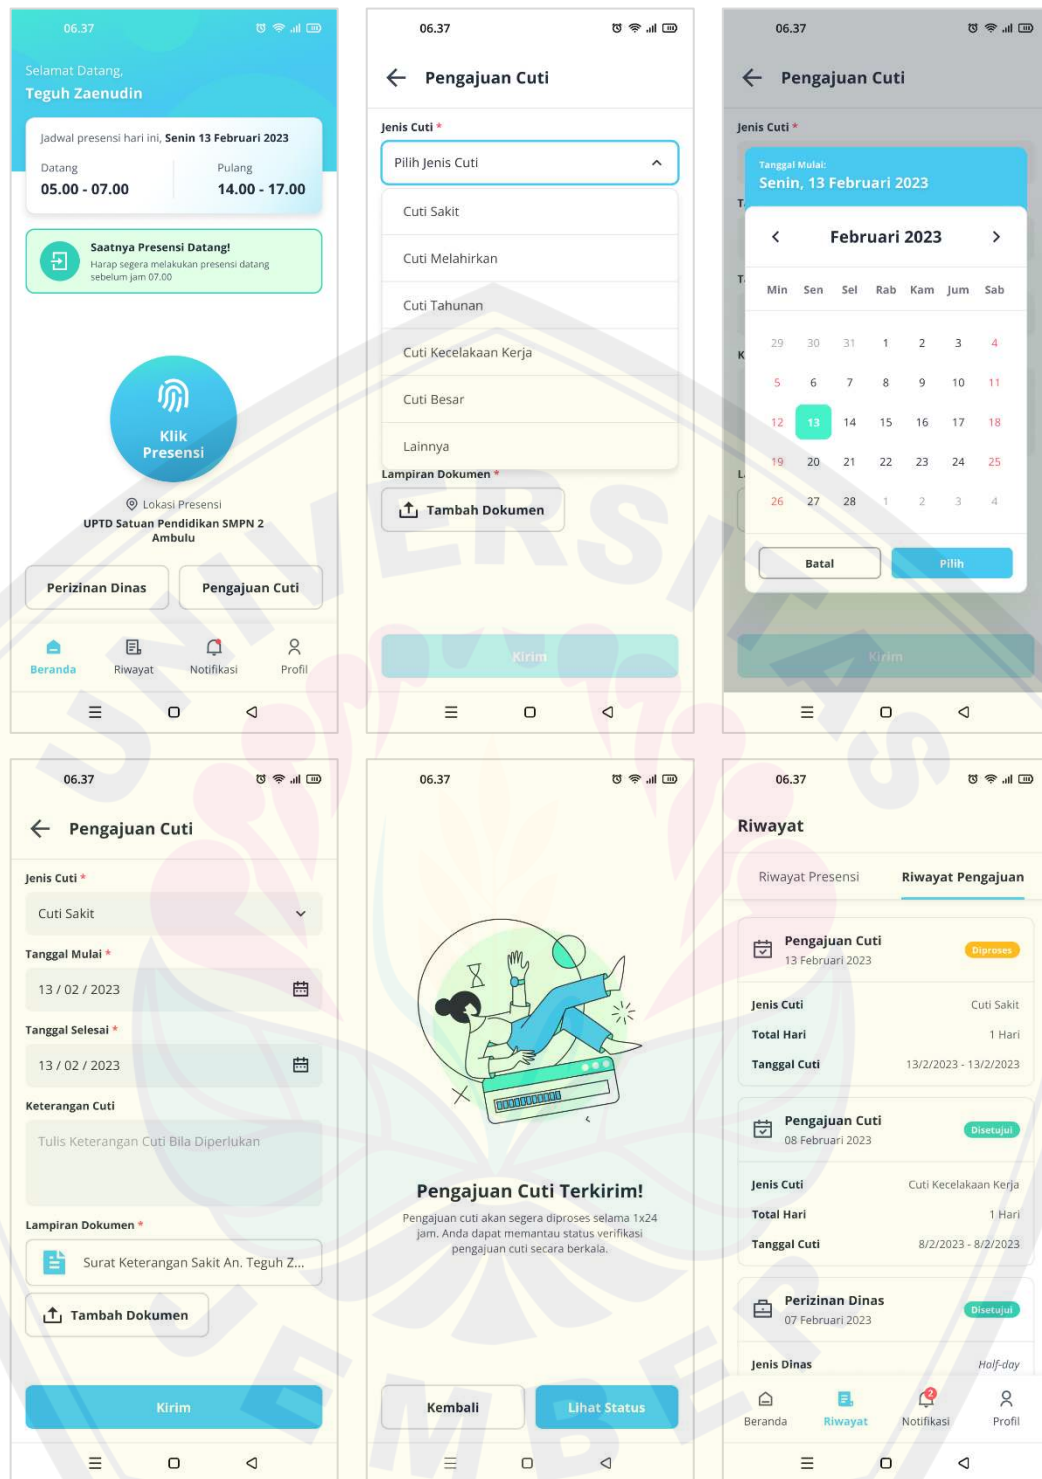 06.37
Selamat Datang,
Teguh Zaenudin
Jadwal presensi hari ini, Senin 13 Februari 2023
Datang Pulang
05.00 - 07.00 14.00 - 17.00
Saatnya Presensi Datang!
Harap segera melakukan presensi datang
sebelum jam 07.00
Klik
Presensi
Lokasi Presensi
UPTD Satuan Pendidikan SMPN 2
Ambulu
Perizinan Dinas Pengajuan Cuti
Beranda Riwayat Notifikasi Profil
06.37
Pengajuan Cuti
Jenis Cuti *
Pilih Jenis Cuti
Cuti Sakit
Cuti Melahirkan
Cuti Tahunan
Cuti Kecelakaan Kerja
Cuti Besar
Lainnya
Lampiran Dokumen *
Tambah Dokumen
Kirim
06.37
Pengajuan Cuti
Jenis Cuti *
Tanggal Mulai:
Senin, 13 Februari 2023
Februari 2023
Min Sen Sel Rab Kam Jum Sab
29 30 31 1 2 3 4
5 6 7 8 9 10 11
12 13 14 15 16 17 18
19 20 21 22 23 24 25
26 27 28 1 2 3 4
Batal Pilih
Kirim
06.37
Pengajuan Cuti
Jenis Cuti *
Cuti Sakit
Tanggal Mulai *
13 / 02 / 2023
Tanggal Selesai *
13 / 02 / 2023
Keterangan Cuti
Tulis Keterangan Cuti Bila Diperlukan
Lampiran Dokumen *
Surat Keterangan Sakit An. Teguh Z...
Tambah Dokumen
Kirim
06.37
Pengajuan Cuti Terkirim!
Pengajuan cuti akan segera diproses selama 1x24
jam. Anda dapat memantau status verifikasi
pengajuan cuti secara berkala.
Kembali Lihat Status
06.37
Riwayat
Riwayat Presensi Riwayat Pengajuan
Pengajuan Cuti
13 Februari 2023 Diproses
Jenis Cuti Cuti Sakit
Total Hari 1 Hari
Tanggal Cuti 13/2/2023 - 13/2/2023
Pengajuan Cuti
08 Februari 2023 Disetujui
Jenis Cuti Cuti Kecelakaan Kerja
Total Hari 1 Hari
Tanggal Cuti 8/2/2023 - 8/2/2023
Perizinan Dinas
07 Februari 2023 Disetujui
Jenis Dinas Half-day
2
Beranda Riwayat Notifikasi Profil
UNIVERSITAS
JEMBER